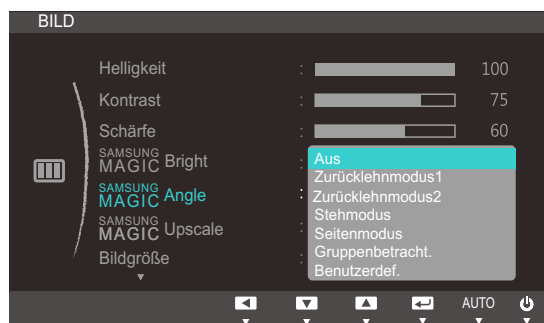 BILD
Helligkeit : 100
Kontrast : 75
Schärfe : 60
SAMSUNG MAGIC Bright :
SAMSUNG MAGIC Angle :
SAMSUNG MAGIC Upscale :
Bildgröße :
Aus
Zurücklehnmodus1
Zurücklehnmodus2
Stehmodus
Seitenmodus
Gruppenbetracht.
Benutzerdef.
AUTO